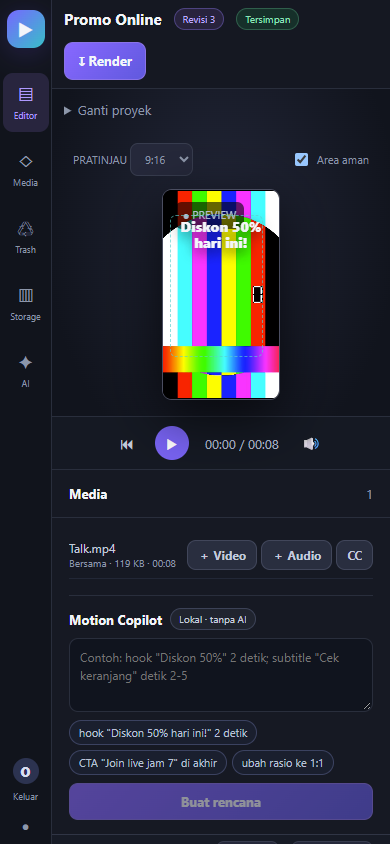 Promo Online
Revisi 3
Tersimpan
↧ Render
Editor
Media
Trash
Storage
AI
Keluar
▶ Ganti proyek
PRATINJAU
9:16
Area aman
● PREVIEW
Diskon 50%
hari ini!
00:00 / 00:08
Media
1
Talk.mp4
Bersama · 119 KB · 00:08
+ Video
+ Audio
CC
Motion Copilot
Lokal · tanpa AI
Contoh: hook "Diskon 50%" 2 detik; subtitle "Cek
keranjang" detik 2-5
hook "Diskon 50% hari ini!" 2 detik
CTA "Join live jam 7" di akhir
ubah rasio ke 1:1
Buat rencana